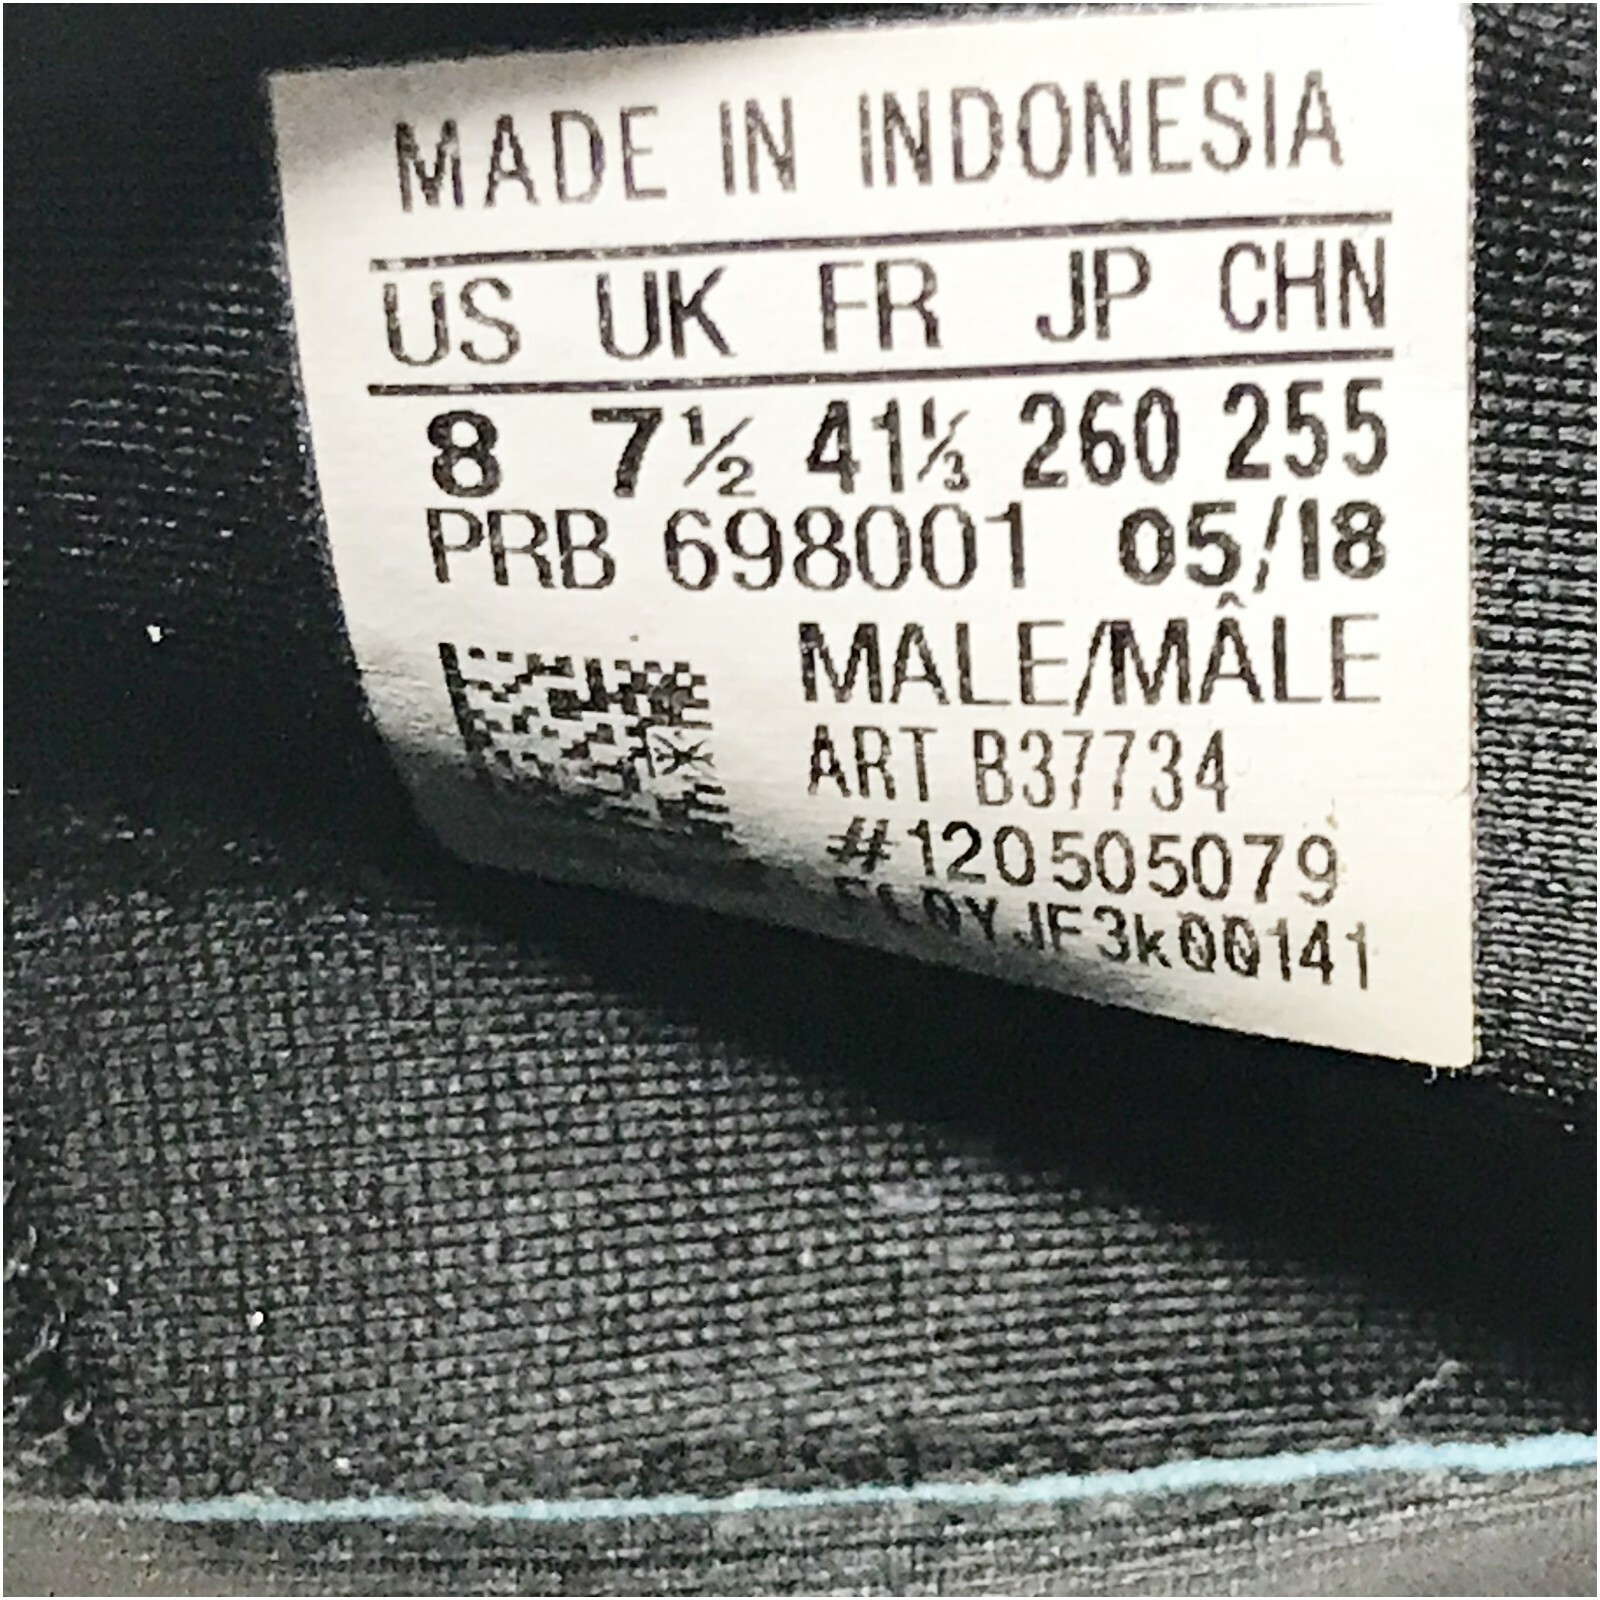 MADE IN INDONESIA
US UK FR JP CHN
8 7½ 41⅓ 260 255
PRB 698001 05/18
MALE/MÂLE
ART B37734
#120505079